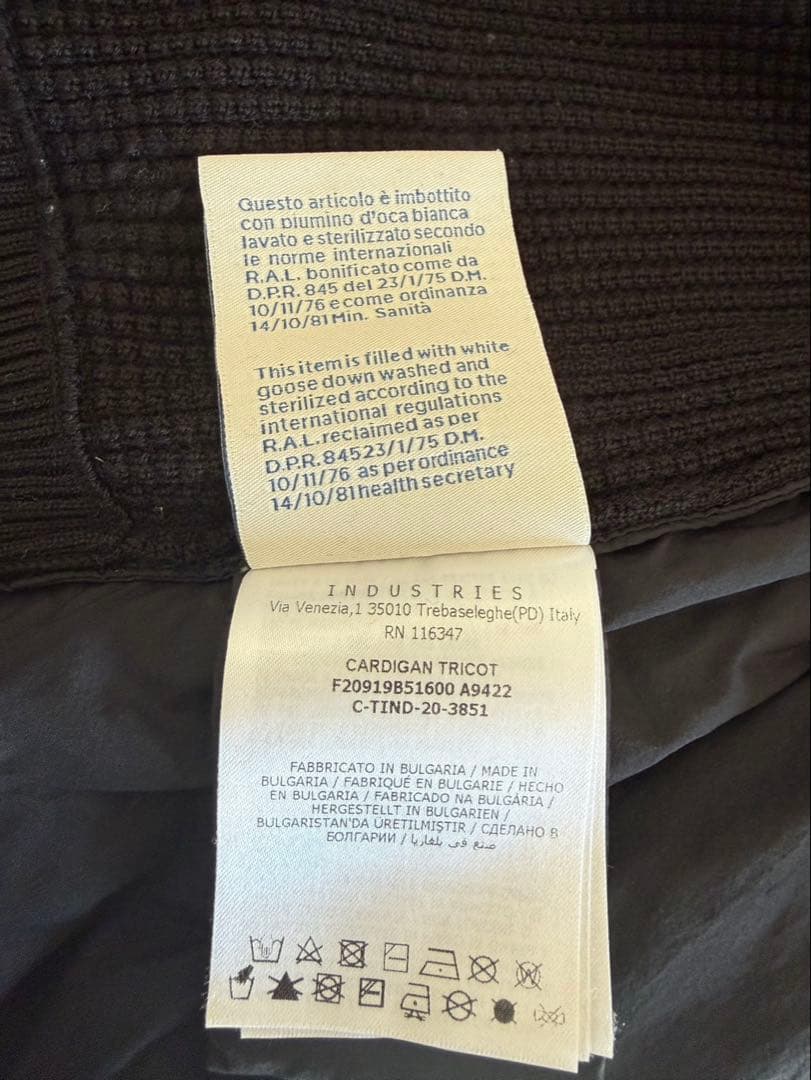 Questo articolo è imbottito
con piumino d'oca bianca
lavato e sterilizzato secondo
le norme internazionali
R.A.L. bonificato come da
D.P.R. 845 del 23/1/75 D.M.
10/11/76 e come ordinanza
14/10/81 Min. Sanità
This item is filled with white
goose down washed and
sterilized according to the
international regulations
R.A.L. reclaimed as per
D.P.R. 84523/1/75 D.M.
10/11/76 as per ordinance
14/10/81 health secretary
INDUSTRIES
Via Venezia,1 35010 Trebaseleghe(PD) Italy
RN 116347
CARDIGAN TRICOT
F20919B51600 A9422
C-TIND-20-3851
FABBRICATO IN BULGARIA / MADE IN
BULGARIA / FABRIQUÉ EN BULGARIE / HECHO
EN BULGARIA / FABRICADO NA BULGÁRIA /
HERGESTELLT IN BULGARIEN /
BULGARISTAN'DA ÜRETILMIŞTIR / СДЕЛАНО В
БОЛГАРИИ / صنع في بلغاريا